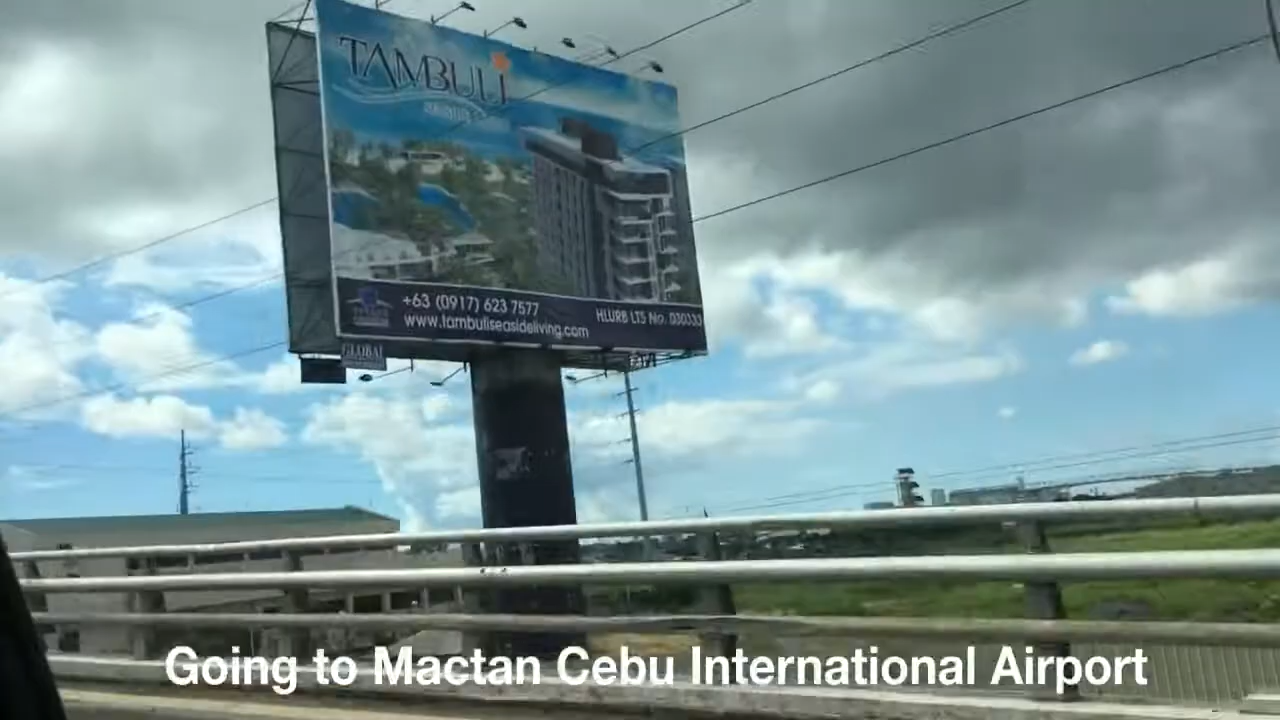 TAMBULI
+63 (0917) 623 7577
www.tambuliseasideliving.com
HLURB LTS No. 030333
GLOBAL
Going to Mactan Cebu International Airport